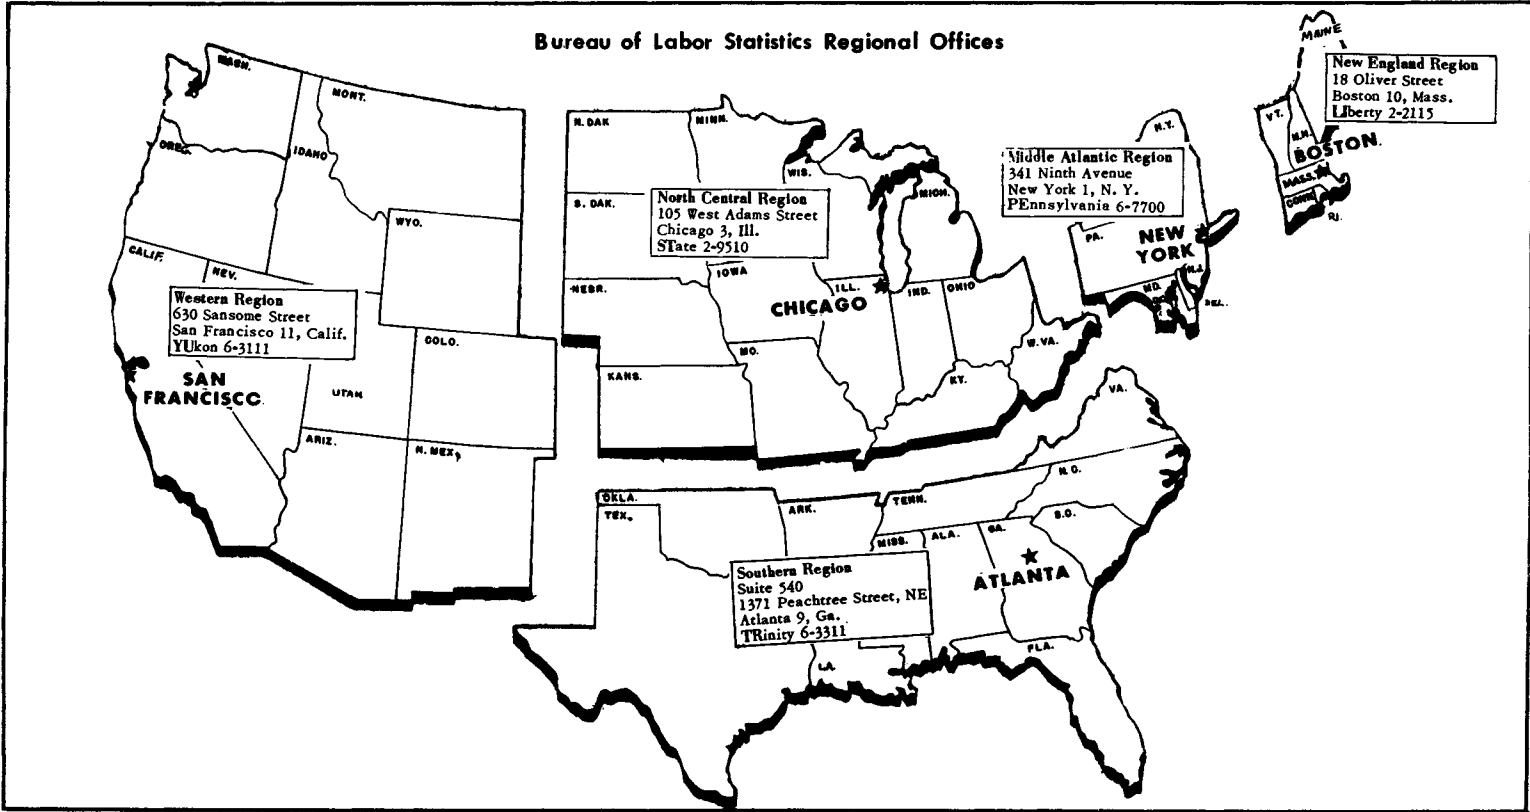 Bureau of Labor Statistics Regional Offices
MAINE
New England Region
18 Oliver Street
Boston 10, Mass.
LIberty 2-2115
WASH.
MONT.
N. DAK
MINN.
N.Y.
VT.
N.H.
BOSTON
OREG.
IDAHO
WIS.
Middle Atlantic Region
341 Ninth Avenue
New York 1, N. Y.
PEnnsylvania 6-7700
MASS.
CONN.
R.I.
S. DAK.
North Central Region
105 West Adams Street
Chicago 3, Ill.
STate 2-9510
MICH.
WYO.
PA.
NEW
YORK
CALIF.
NEV.
IOWA
N.J.
Western Region
630 Sansome Street
San Francisco 11, Calif.
YUkon 6-3111
NEBR.
ILL.
CHICAGO
IND.
OHIO
MD.
DEL.
COLO.
MO.
W. VA.
SAN
FRANCISCO
UTAH
KANS.
KY.
VA.
ARIZ.
N. MEX.
N. C.
OKLA.
TEX.
ARK.
TENN.
S.C.
MISS.
ALA.
GA.
Southern Region
Suite 540
1371 Peachtree Street, NE
Atlanta 9, Ga.
TRinity 6-3311
ATLANTA
LA.
FLA.